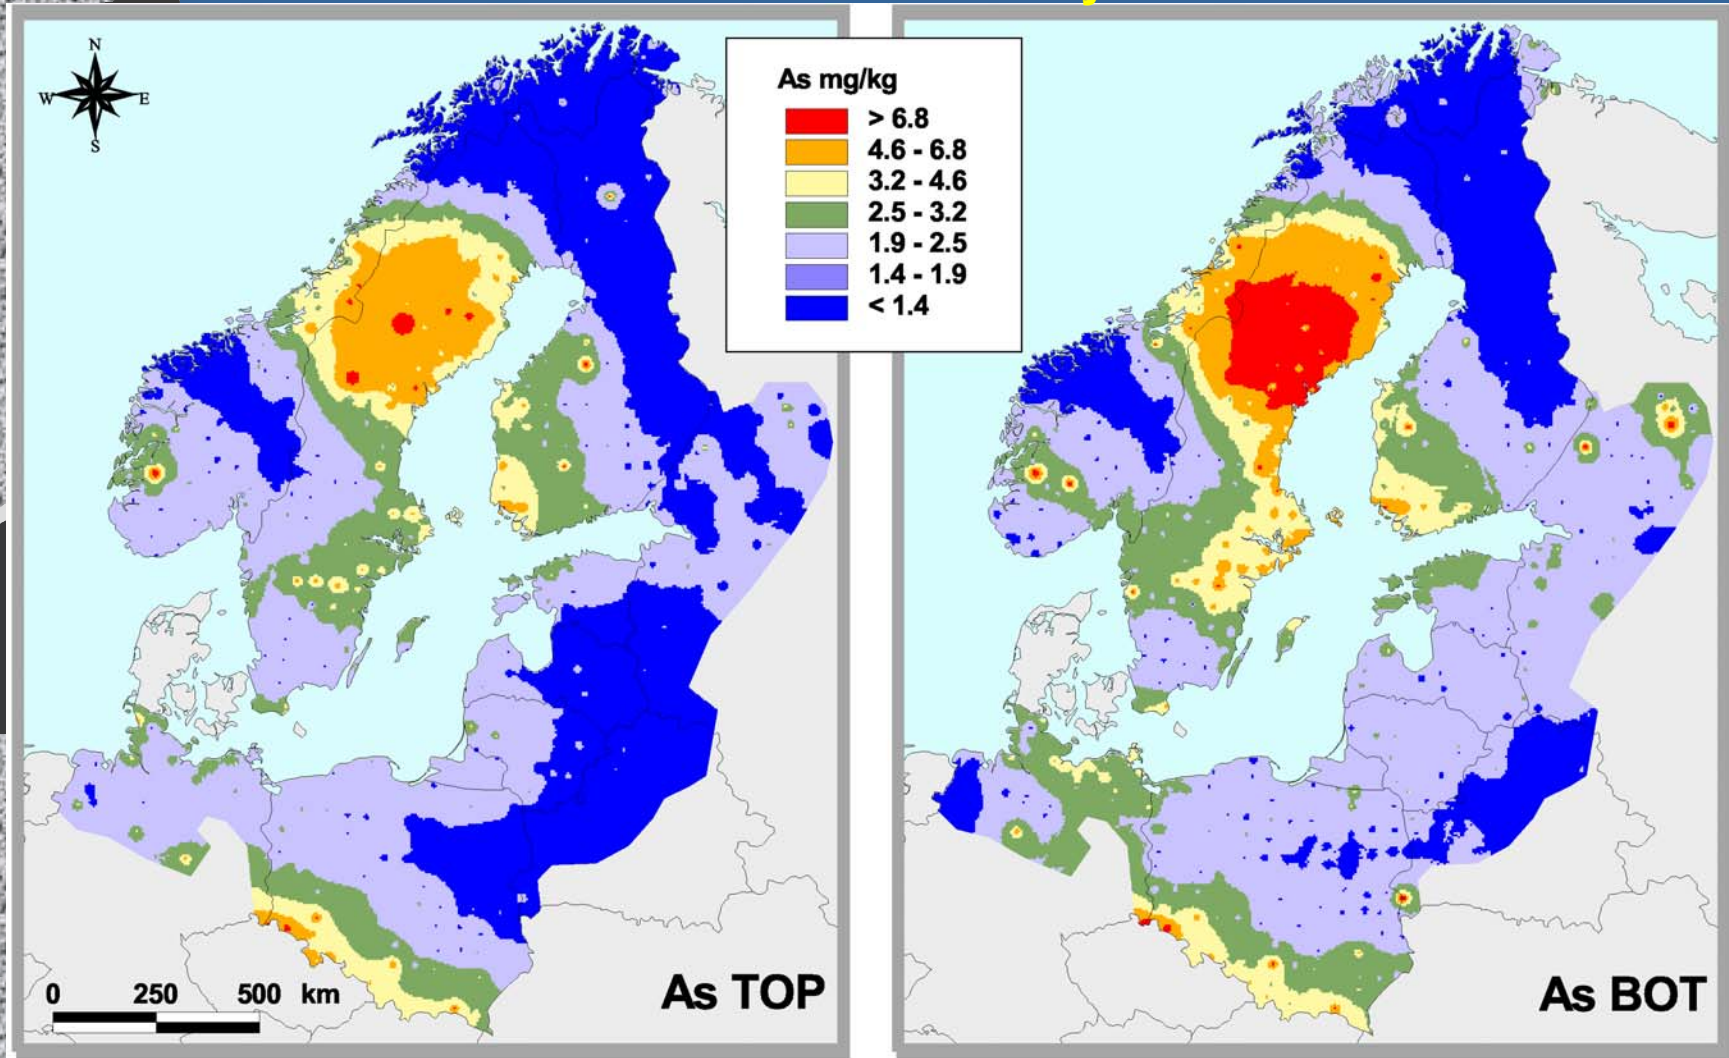 N
W E
S
As mg/kg
> 6.8
4.6 - 6.8
3.2 - 4.6
2.5 - 3.2
1.9 - 2.5
1.4 - 1.9
< 1.4
0 250 500 km
As TOP
As BOT